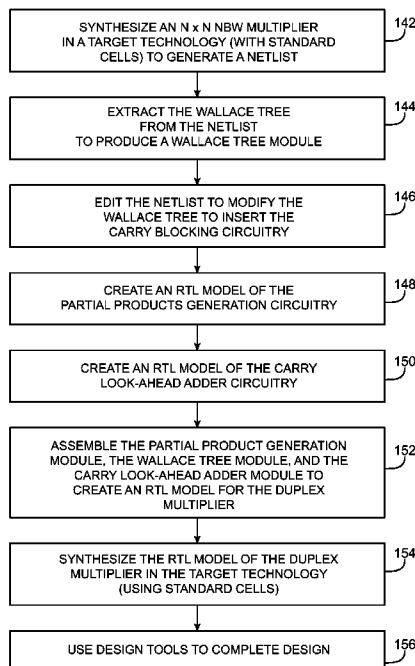 SYNTHESIZE AN N x N NBW MULTIPLIER
IN A TARGET TECHNOLOGY (WITH STANDARD
CELLS) TO GENERATE A NETLIST
142
EXTRACT THE WALLACE TREE
FROM THE NETLIST
TO PRODUCE A WALLACE TREE MODULE
144
EDIT THE NETLIST TO MODIFY THE
WALLACE TREE TO INSERT THE
CARRY BLOCKING CIRCUITRY
146
CREATE AN RTL MODEL OF THE
PARTIAL PRODUCTS GENERATION CIRCUITRY
148
CREATE AN RTL MODEL OF THE CARRY
LOOK-AHEAD ADDER CIRCUITRY
150
ASSEMBLE THE PARTIAL PRODUCT GENERATION
MODULE, THE WALLACE TREE MODULE, AND THE
CARRY LOOK-AHEAD ADDER MODULE TO
CREATE AN RTL MODEL FOR THE DUPLEX
MULTIPLIER
152
SYNTHESIZE THE RTL MODEL OF THE DUPLEX
MULTIPLIER IN THE TARGET TECHNOLOGY
(USING STANDARD CELLS)
154
USE DESIGN TOOLS TO COMPLETE DESIGN
156